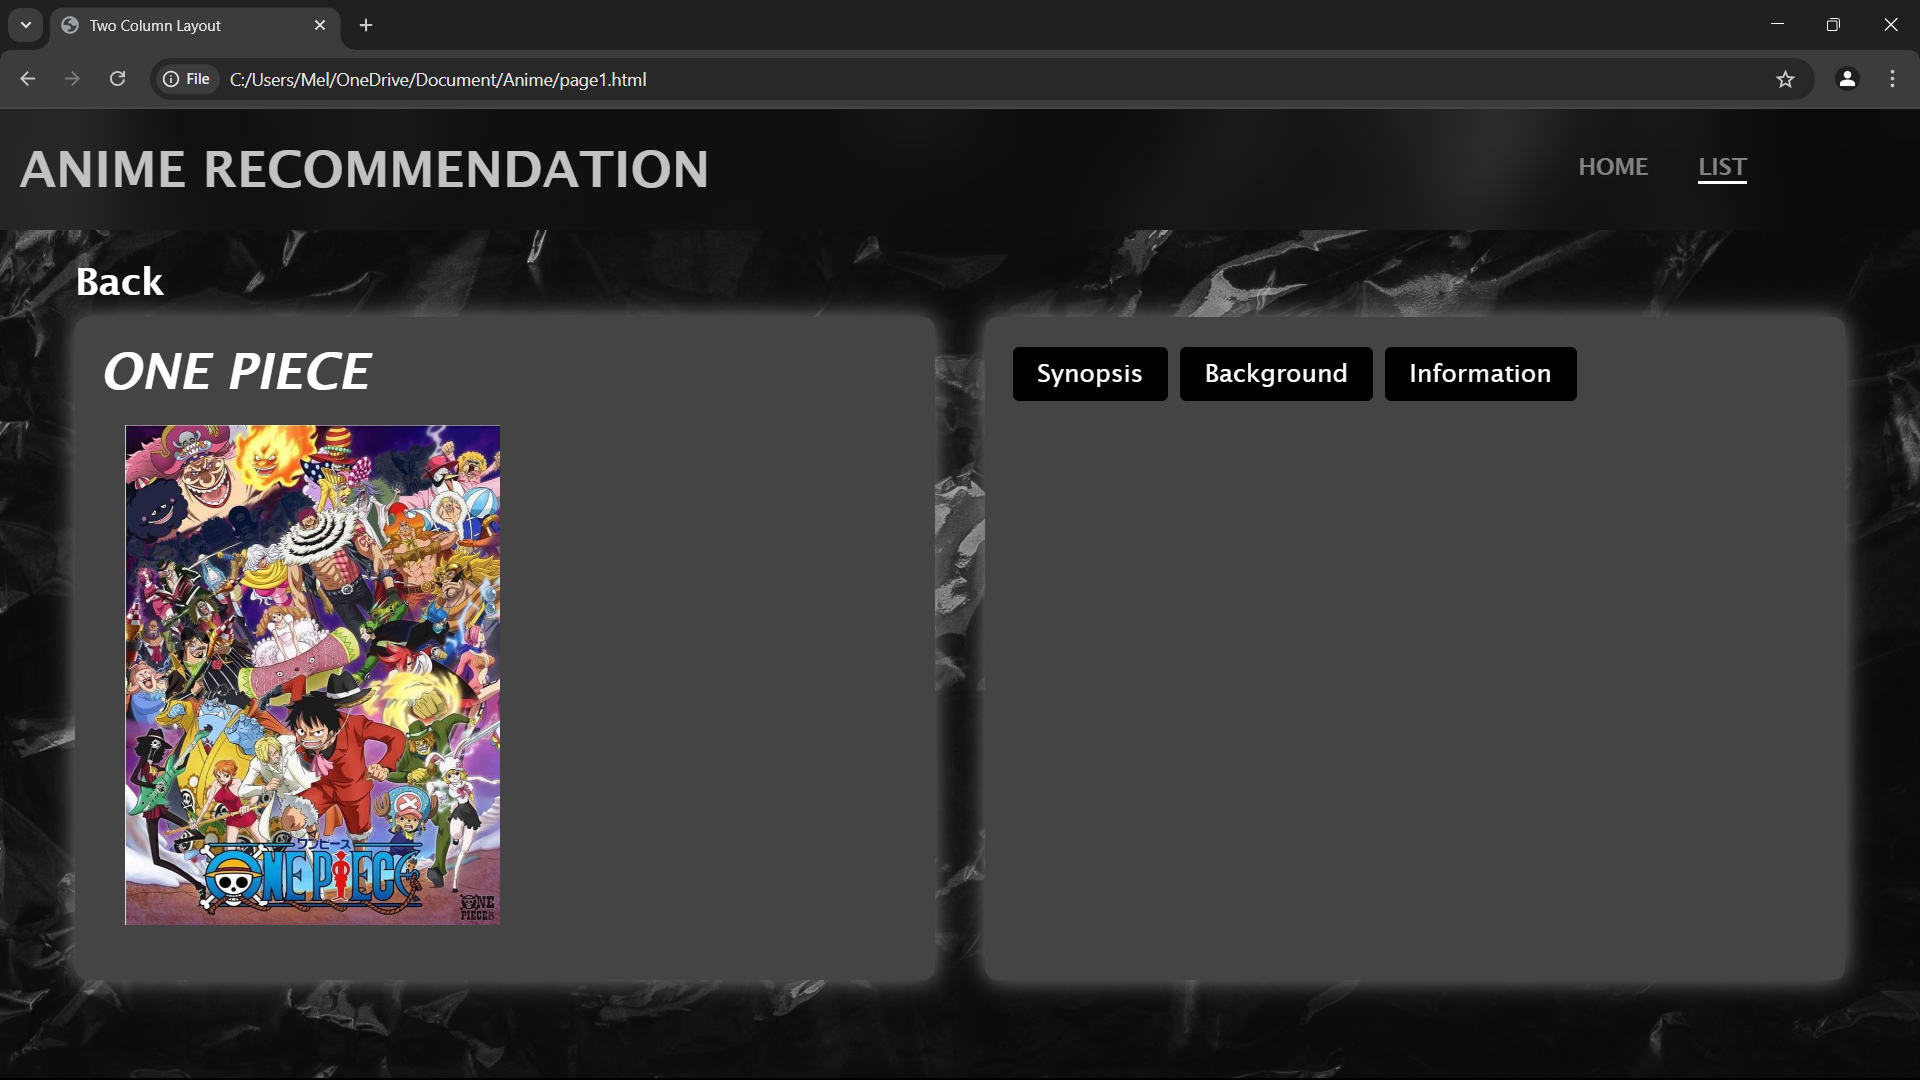 Two Column Layout
File C:/Users/Mel/OneDrive/Document/Anime/page1.html
ANIME RECOMMENDATION
HOME LIST
Back
ONE PIECE
Synopsis Background Information
ワンピース
ONE PIECE
ONE
PIECE